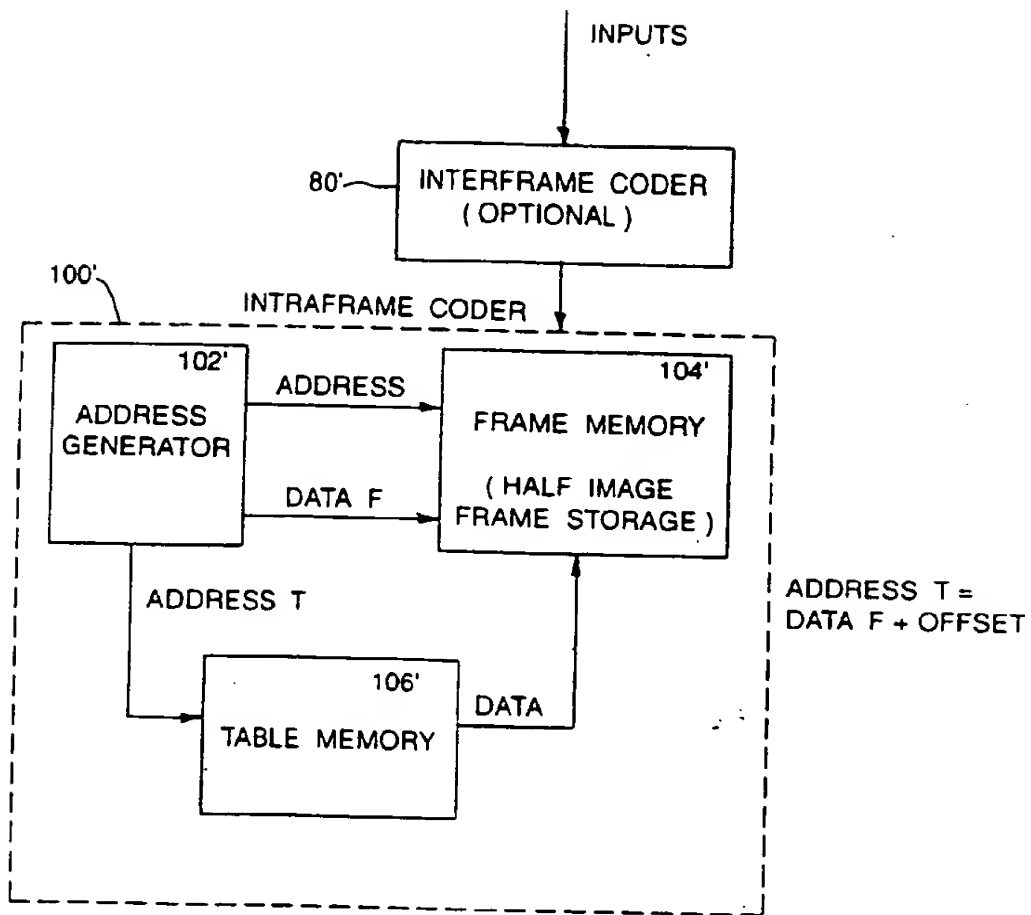 INPUTS
80'
INTERFRAME CODER
( OPTIONAL )
100'
INTRAFRAME CODER
102'
ADDRESS
GENERATOR
ADDRESS
DATA F
104'
FRAME MEMORY
( HALF IMAGE
FRAME STORAGE )
ADDRESS T
106'
TABLE MEMORY
DATA
ADDRESS T =
DATA F + OFFSET